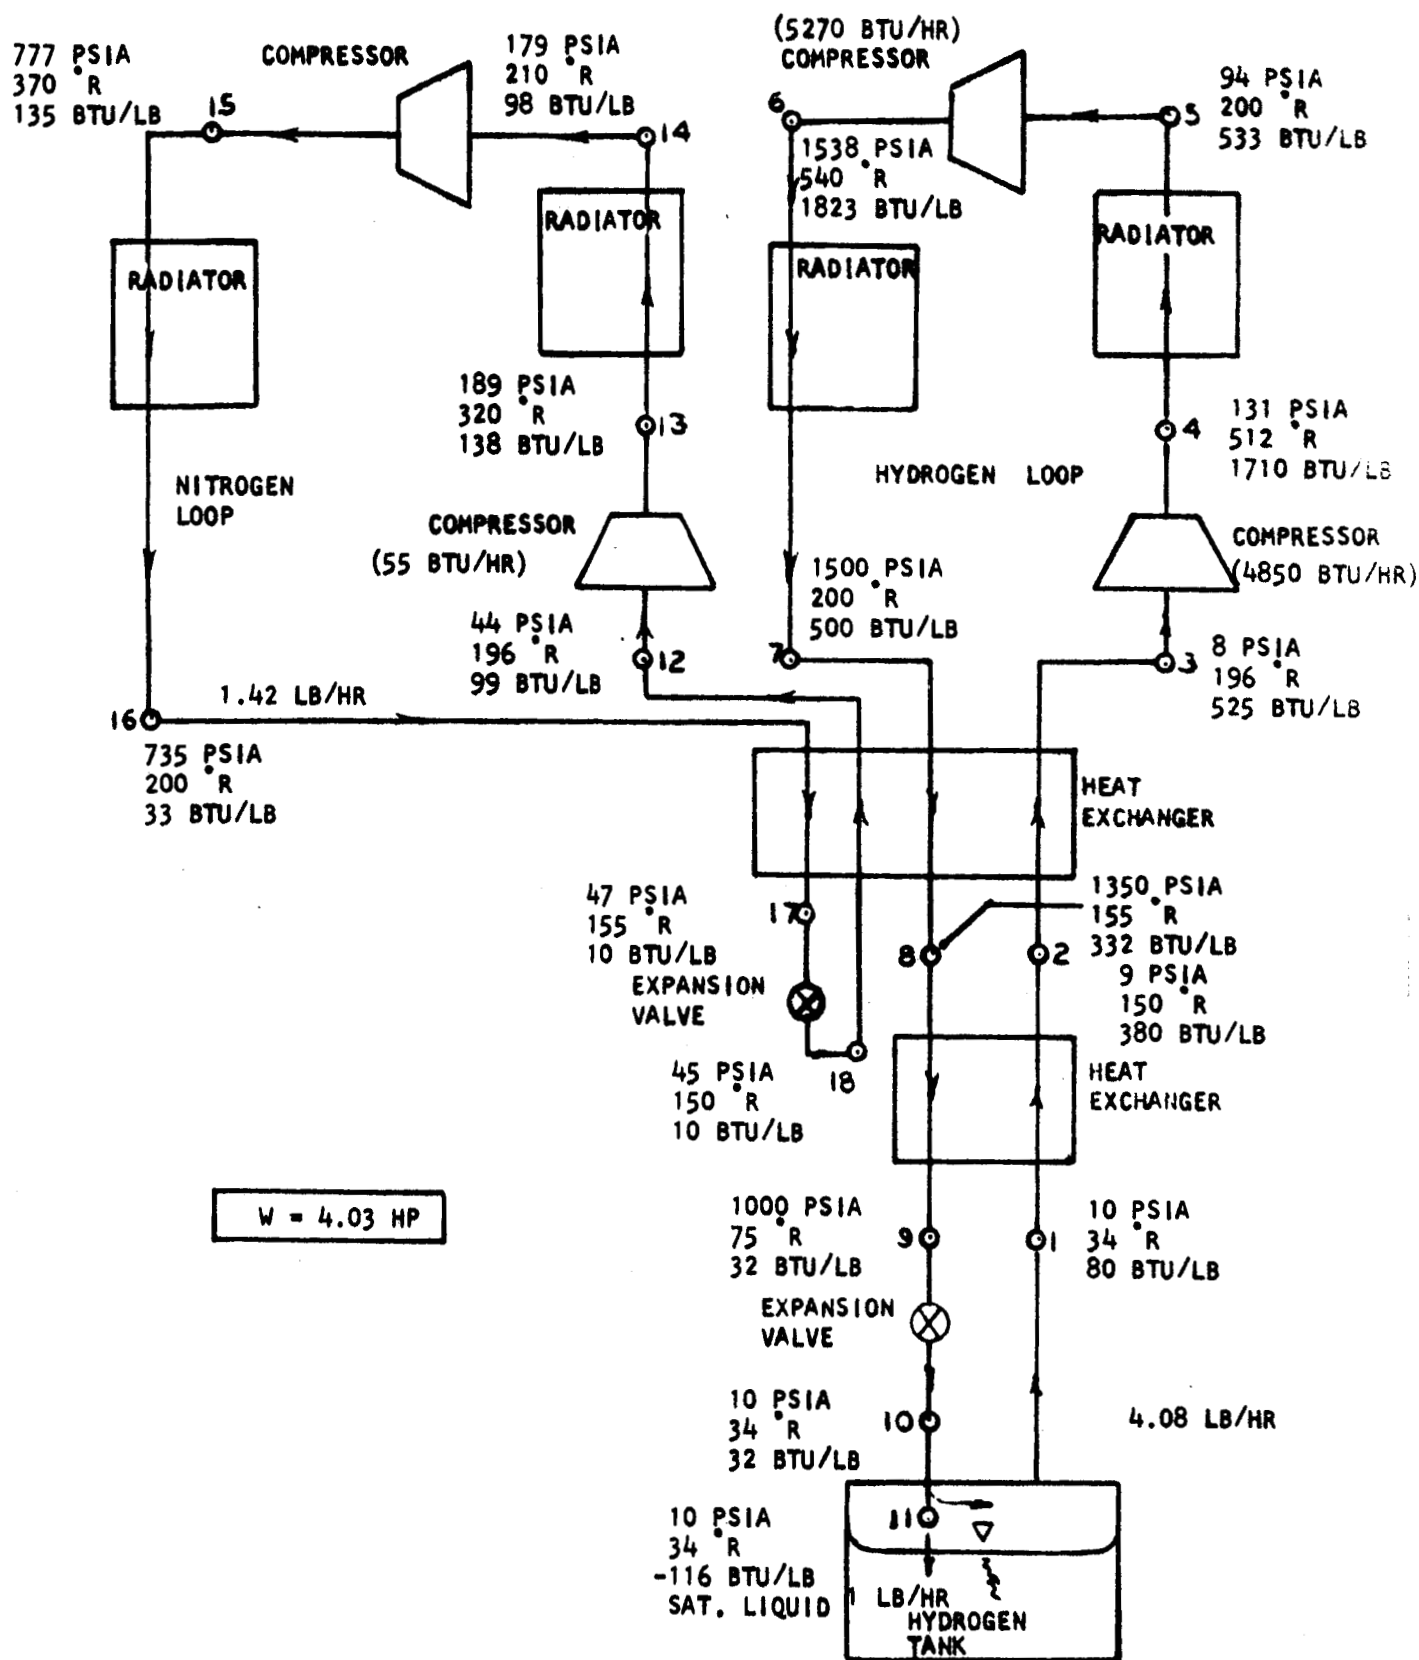 777 PSIA
370 °R
135 BTU/LB
15
COMPRESSOR
179 PSIA
210 °R
98 BTU/LB
14
(5270 BTU/HR)
COMPRESSOR
6
1538 PSIA
540 °R
1823 BTU/LB
94 PSIA
200 °R
533 BTU/LB
5
RADIATOR
RADIATOR
RADIATOR
RADIATOR
189 PSIA
320 °R
138 BTU/LB
13
131 PSIA
512 °R
1710 BTU/LB
4
NITROGEN
LOOP
HYDROGEN LOOP
COMPRESSOR
(55 BTU/HR)
COMPRESSOR
(4850 BTU/HR)
44 PSIA
196 °R
99 BTU/LB
12
1500 PSIA
200 °R
500 BTU/LB
7
8 PSIA
196 °R
525 BTU/LB
3
16
1.42 LB/HR
735 PSIA
200 °R
33 BTU/LB
HEAT
EXCHANGER
47 PSIA
155 °R
10 BTU/LB
17
EXPANSION
VALVE
8
2
1350 PSIA
155 °R
332 BTU/LB
9 PSIA
150 °R
380 BTU/LB
18
45 PSIA
150 °R
10 BTU/LB
HEAT
EXCHANGER
W = 4.03 HP
1000 PSIA
75 °R
32 BTU/LB
9
1
10 PSIA
34 °R
80 BTU/LB
EXPANSION
VALVE
10 PSIA
34 °R
32 BTU/LB
10
4.08 LB/HR
10 PSIA
34 °R
-116 BTU/LB
SAT. LIQUID
11
1 LB/HR
HYDROGEN
TANK